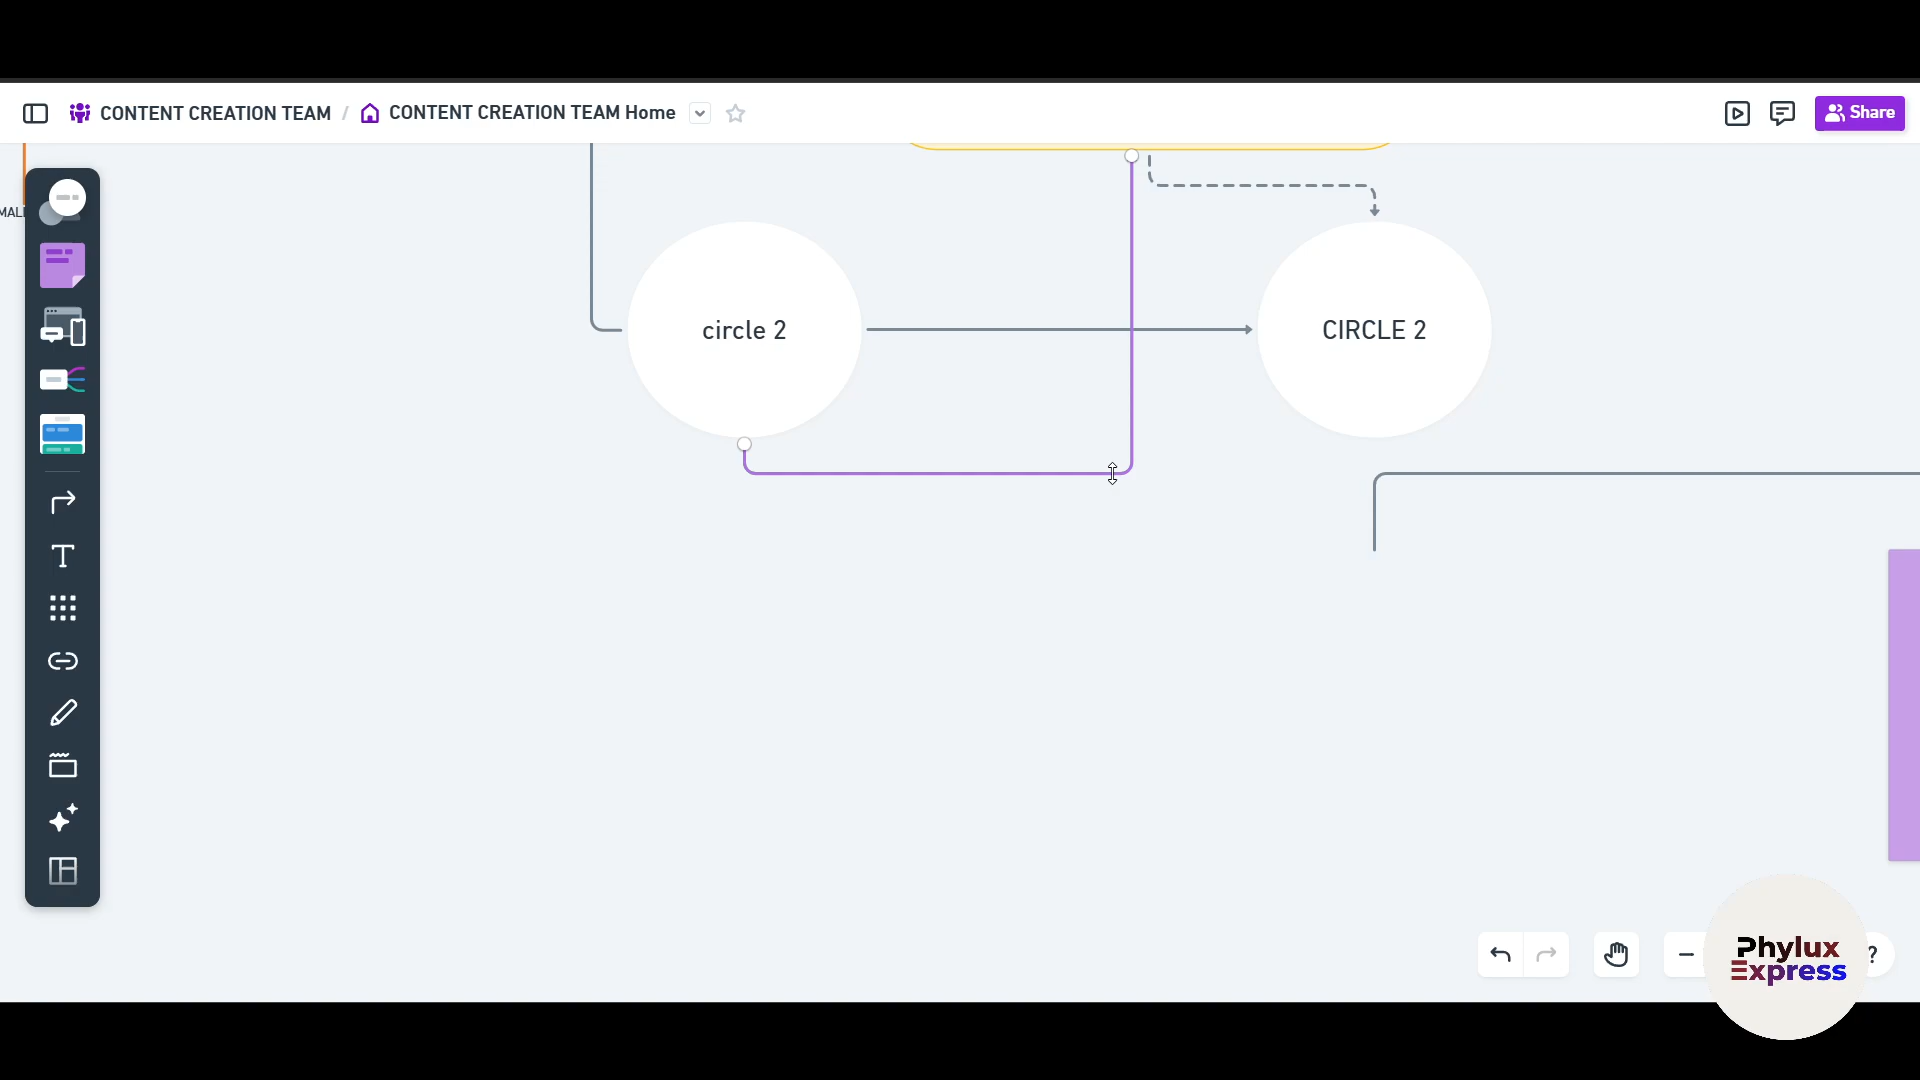 CONTENT CREATION TEAM / CONTENT CREATION TEAM Home
Share
circle 2
CIRCLE 2
?
Phylux
Express